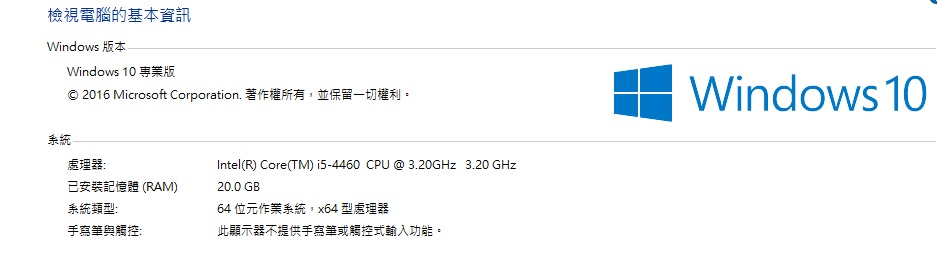 檢視電腦的基本資訊
Windows 版本
Windows 10 專業版
© 2016 Microsoft Corporation. 著作權所有，並保留一切權利。
Windows 10
系統
處理器: Intel(R) Core(TM) i5-4460 CPU @ 3.20GHz 3.20 GHz
已安裝記憶體 (RAM) 20.0 GB
系統類型: 64 位元作業系統，x64 型處理器
手寫筆與觸控: 此顯示器不提供手寫筆或觸控式輸入功能。